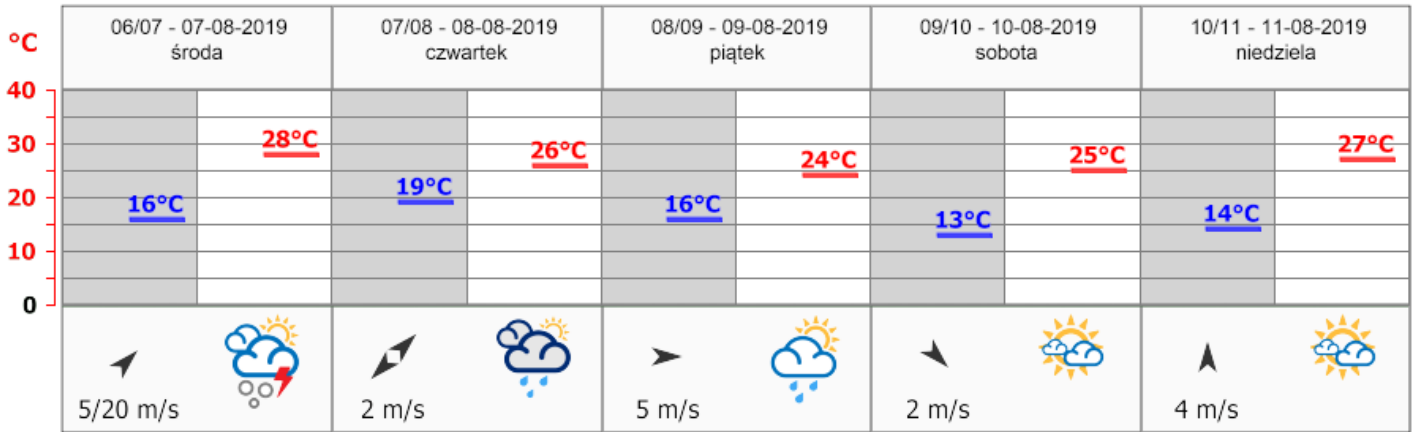 °C
06/07 - 07-08-2019
środa
07/08 - 08-08-2019
czwartek
08/09 - 09-08-2019
piątek
09/10 - 10-08-2019
sobota
10/11 - 11-08-2019
niedziela
40
30
20
10
0
16°C
28°C
19°C
26°C
16°C
24°C
13°C
25°C
14°C
27°C
5/20 m/s
2 m/s
5 m/s
2 m/s
4 m/s